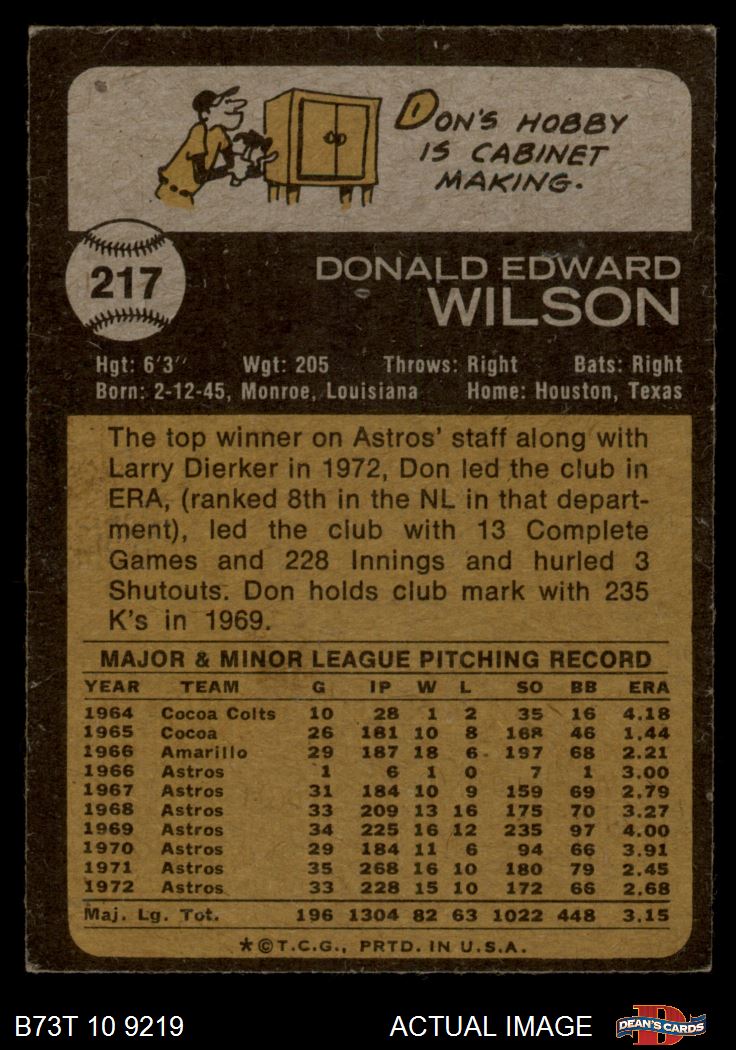 DON'S HOBBY
IS CABINET
MAKING.
217
DONALD EDWARD
WILSON
Hgt: 6'3" Wgt: 205 Throws: Right Bats: Right
Born: 2-12-45, Monroe, Louisiana Home: Houston, Texas
The top winner on Astros' staff along with
Larry Dierker in 1972, Don led the club in
ERA, (ranked 8th in the NL in that depart-
ment), led the club with 13 Complete
Games and 228 Innings and hurled 3
Shutouts. Don holds club mark with 235
K's in 1969.
MAJOR & MINOR LEAGUE PITCHING RECORD
YEAR TEAM G IP W L SO BB ERA
1964 Cocoa Colts 10 28 1 2 35 16 4.18
1965 Cocoa 26 181 10 8 168 46 1.44
1966 Amarillo 29 187 18 6 197 68 2.21
1966 Astros 1 6 1 0 7 1 3.00
1967 Astros 31 184 10 9 159 69 2.79
1968 Astros 33 209 13 16 175 70 3.27
1969 Astros 34 225 16 12 235 97 4.00
1970 Astros 29 184 11 6 94 66 3.91
1971 Astros 35 268 16 10 180 79 2.45
1972 Astros 33 228 15 10 172 66 2.68
Maj. Lg. Tot. 196 1304 82 63 1022 448 3.15
*©T.C.G., PRTD. IN U.S.A.
B73T 10 9219 ACTUAL IMAGE DEAN'S CARDS